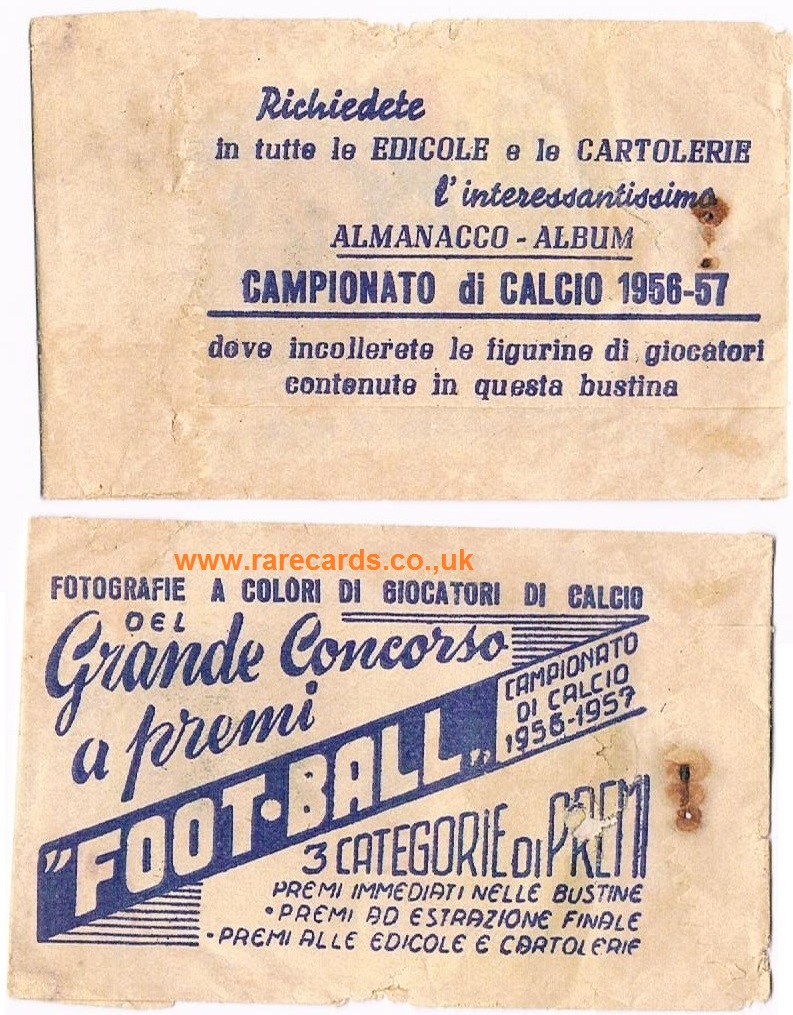 Richiedete
in tutte le EDICOLE e le CARTOLERIE
l'interessantissimo
ALMANACCO - ALBUM
CAMPIONATO di CALCIO 1956-57
dove incollerete le figurine di giocatori
contenute in questa bustina
www.rarecards.co.,uk
FOTOGRAFIE A COLORI DI GIOCATORI DI CALCIO
DEL
Grande Concorso
a premi
"FOOT•BALL"
CAMPIONATO
DI CALCIO
1956-1957
3 CATEGORIE DI PREMI
PREMI IMMEDIATI NELLE BUSTINE
• PREMI AD ESTRAZIONE FINALE
• PREMI ALLE EDICOLE E CARTOLERIE